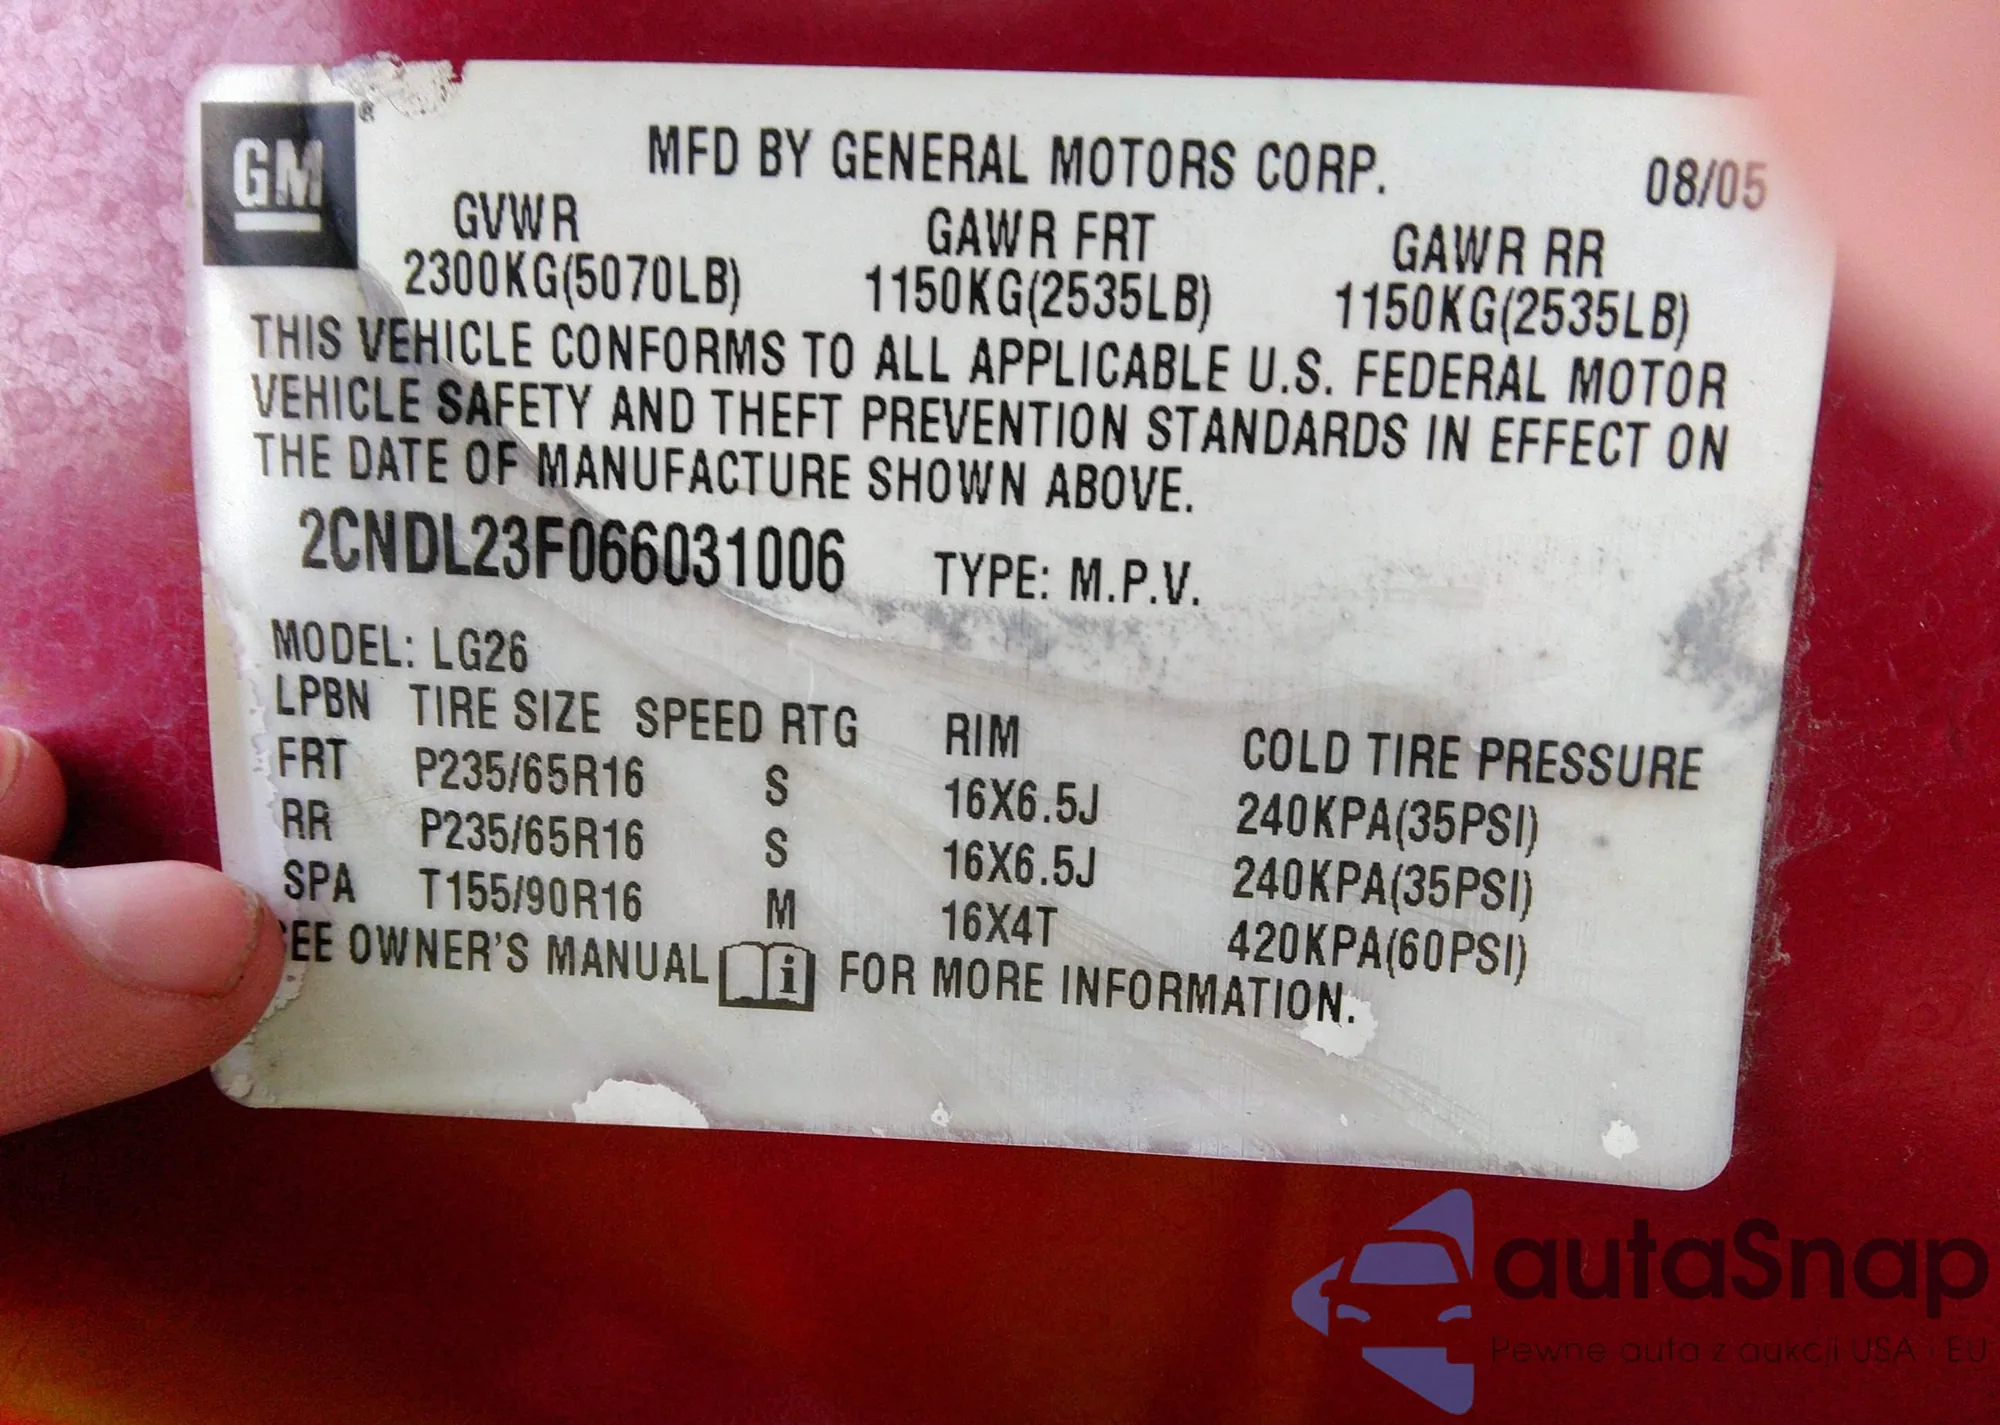 GM ®
MFD BY GENERAL MOTORS CORP. 08/05
GVWR GAWR FRT GAWR RR
2300KG(5070LB) 1150KG(2535LB) 1150KG(2535LB)
THIS VEHICLE CONFORMS TO ALL APPLICABLE U.S. FEDERAL MOTOR
VEHICLE SAFETY AND THEFT PREVENTION STANDARDS IN EFFECT ON
THE DATE OF MANUFACTURE SHOWN ABOVE.
2CNDL23F066031006 TYPE: M.P.V.
MODEL: LG26
LPBN TIRE SIZE SPEED RTG RIM COLD TIRE PRESSURE
FRT P235/65R16 S 16X6.5J 240KPA(35PSI)
RR P235/65R16 S 16X6.5J 240KPA(35PSI)
SPA T155/90R16 M 16X4T 420KPA(60PSI)
SEE OWNER'S MANUAL i FOR MORE INFORMATION.
autaSnap
Pewne auta z aukcji USA · EU